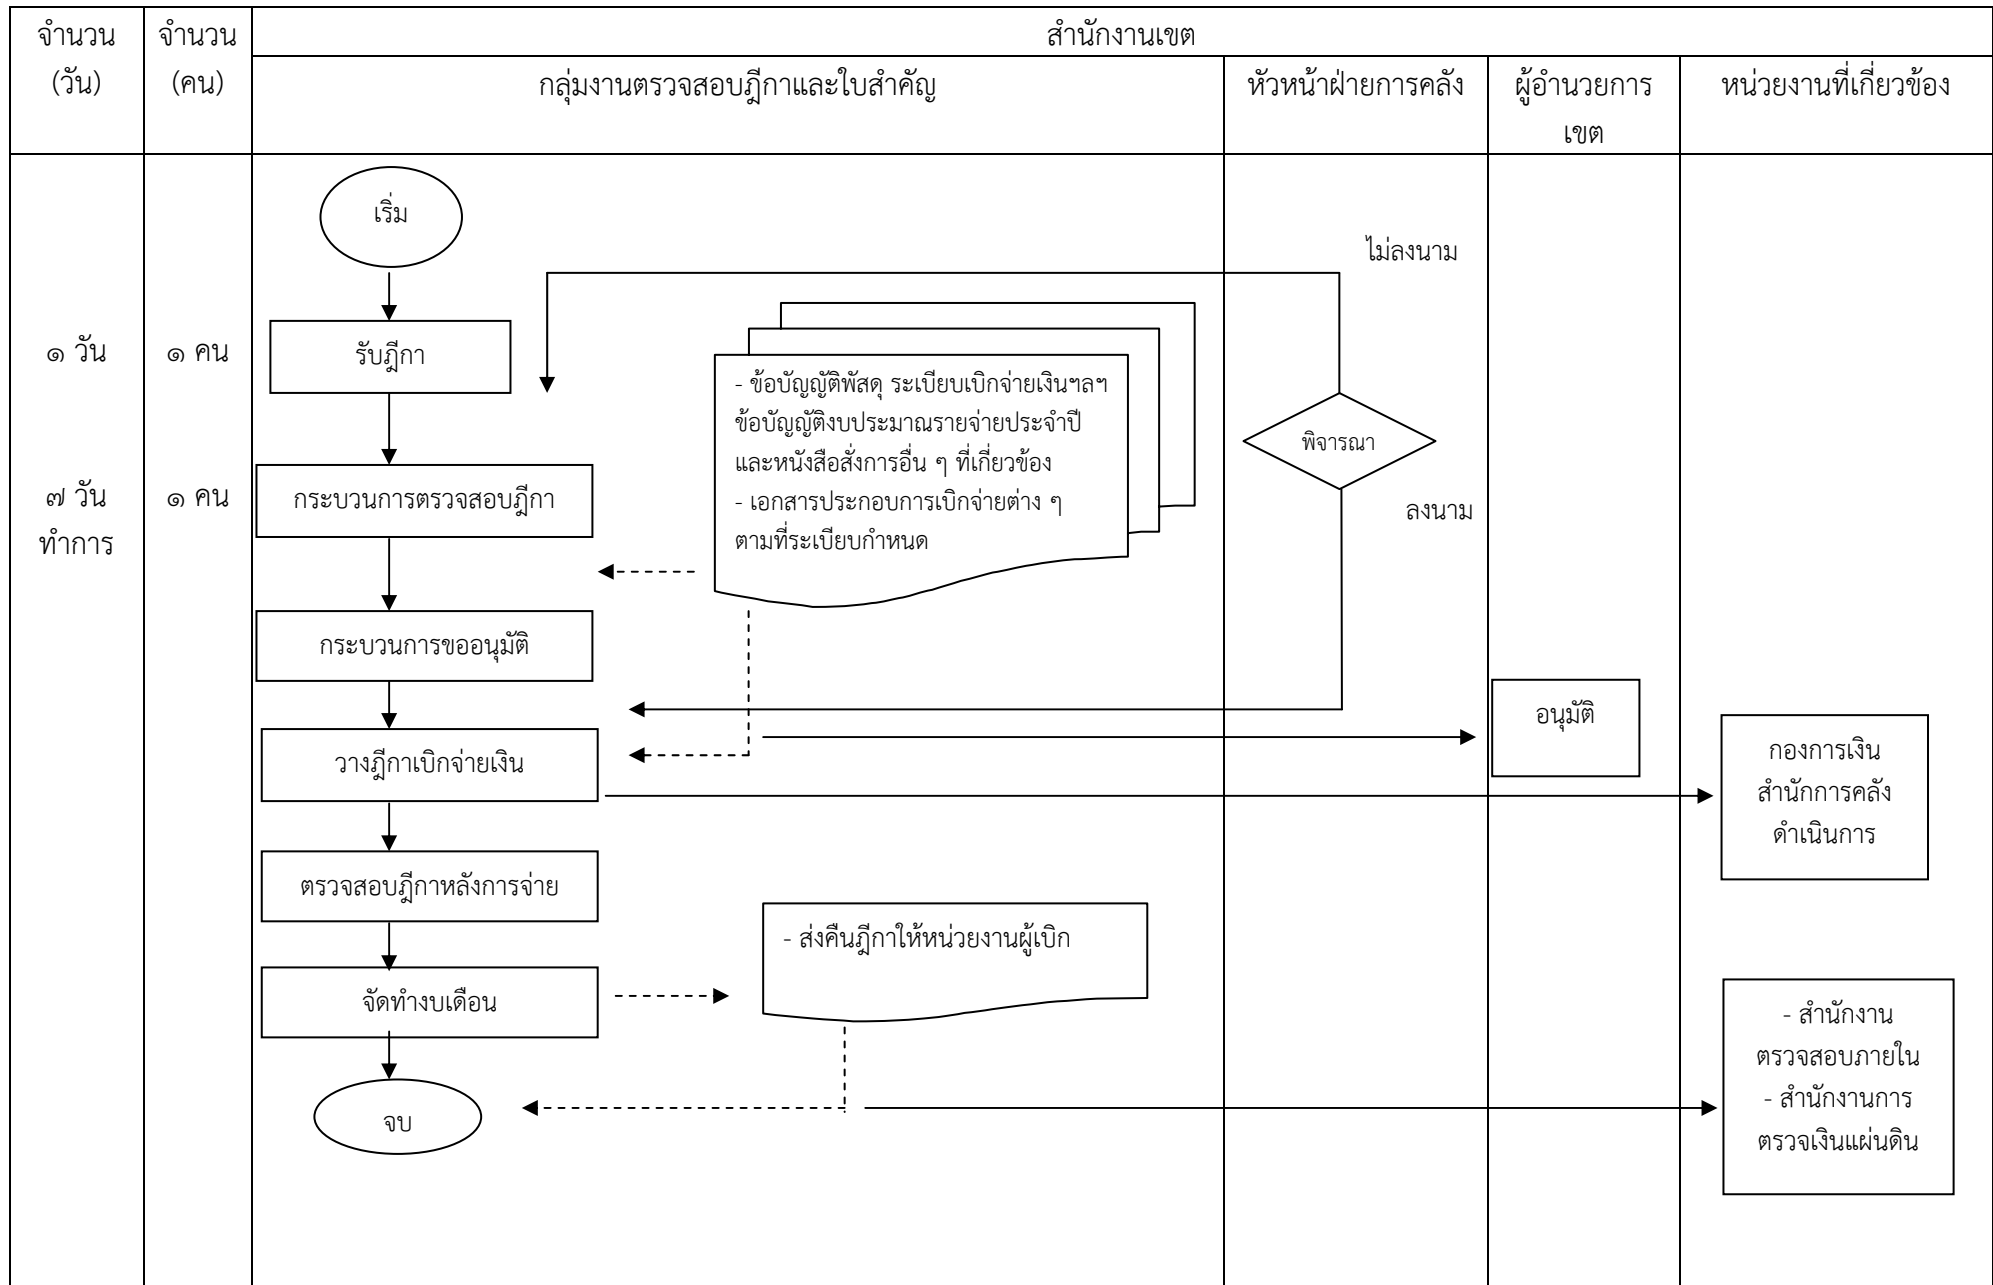 จำนวน
(วัน)
จำนวน
(คน)
สำนักงานเขต
กลุ่มงานตรวจสอบฎีกาและใบสำคัญ
หัวหน้าฝ่ายการคลัง
ผู้อำนวยการ
เขต
หน่วยงานที่เกี่ยวข้อง
เริ่ม
ไม่ลงนาม
๑ วัน
๑ คน
รับฎีกา
- ข้อบัญญัติพัสดุ ระเบียบเบิกจ่ายเงินฯลฯ
ข้อบัญญัติงบประมาณรายจ่ายประจำปี
และหนังสือสั่งการอื่น ๆ ที่เกี่ยวข้อง
- เอกสารประกอบการเบิกจ่ายต่าง ๆ
ตามที่ระเบียบกำหนด
พิจารณา
ลงนาม
๗ วัน
ทำการ
๑ คน
กระบวนการตรวจสอบฎีกา
กระบวนการขออนุมัติ
อนุมัติ
วางฎีกาเบิกจ่ายเงิน
กองการเงิน
สำนักการคลัง
ดำเนินการ
ตรวจสอบฎีกาหลังการจ่าย
- ส่งคืนฎีกาให้หน่วยงานผู้เบิก
จัดทำงบเดือน
- สำนักงาน
ตรวจสอบภายใน
- สำนักงานการ
ตรวจเงินแผ่นดิน
จบ